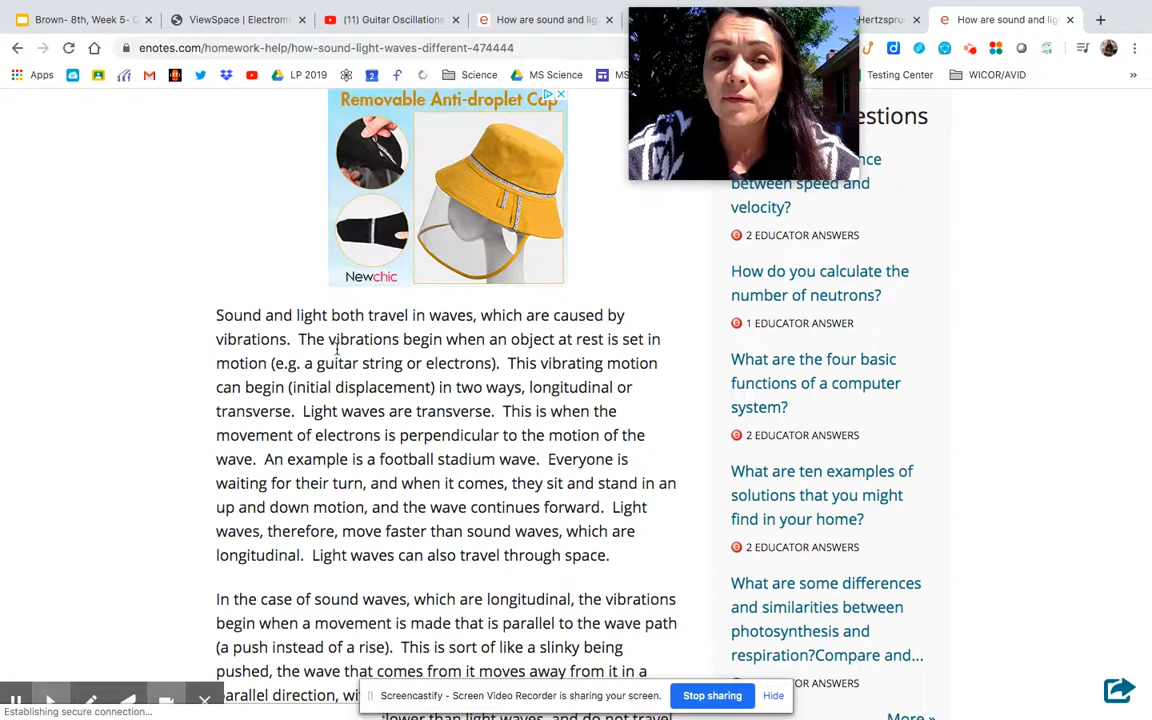 Brown- 8th, Week 5- C
ViewSpace | Electrom
(11) Guitar Oscillations
How are sound and lig
Hertzsprung
How are sound and lig
enotes.com/homework-help/how-sound-light-waves-different-474444
Apps
LP 2019
Science
MS Science
Testing Center
WICOR/AVID
Removable Anti-droplet Cap
Newchic
Sound and light both travel in waves, which are caused by
vibrations. The vibrations begin when an object at rest is set in
motion (e.g. a guitar string or electrons). This vibrating motion
can begin (initial displacement) in two ways, longitudinal or
transverse. Light waves are transverse. This is when the
movement of electrons is perpendicular to the motion of the
wave. An example is a football stadium wave. Everyone is
waiting for their turn, and when it comes, they sit and stand in an
up and down motion, and the wave continues forward. Light
waves, therefore, move faster than sound waves, which are
longitudinal. Light waves can also travel through space.
In the case of sound waves, which are longitudinal, the vibrations
begin when a movement is made that is parallel to the wave path
(a push instead of a rise). This is sort of like a slinky being
pushed, the wave that comes from it moves away from it in a
parallel direction,
lower than light waves, and do not travel
between speed and
velocity?
2 EDUCATOR ANSWERS
How do you calculate the
number of neutrons?
1 EDUCATOR ANSWER
What are the four basic
functions of a computer
system?
2 EDUCATOR ANSWERS
What are ten examples of
solutions that you might
find in your home?
2 EDUCATOR ANSWERS
What are some differences
and similarities between
photosynthesis and
respiration?Compare and...
EDUCATOR ANSWERS
More »
Screencastify - Screen Video Recorder is sharing your screen.
Stop sharing
Hide
Establishing secure connection...